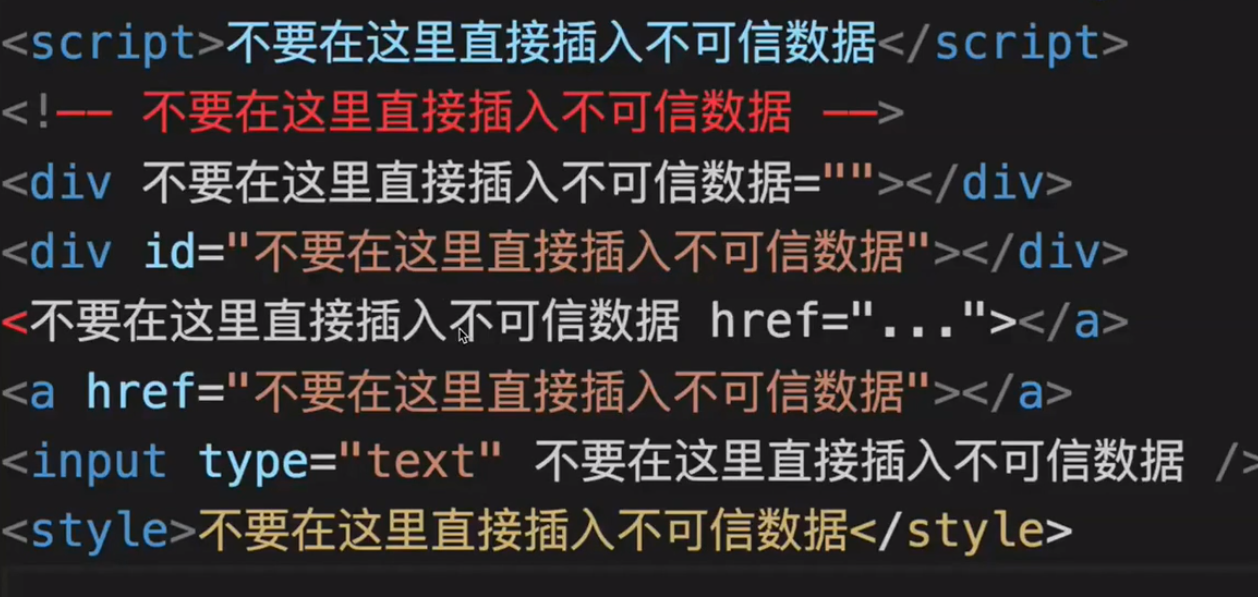 <script>不要在这里直接插入不可信数据</script>
<!-- 不要在这里直接插入不可信数据 -->
<div 不要在这里直接插入不可信数据=""></div>
<div id="不要在这里直接插入不可信数据"></div>
<不要在这里直接插入不可信数据 href="..."></a>
<a href="不要在这里直接插入不可信数据"></a>
<input type="text" 不要在这里直接插入不可信数据 />
<style>不要在这里直接插入不可信数据</style>